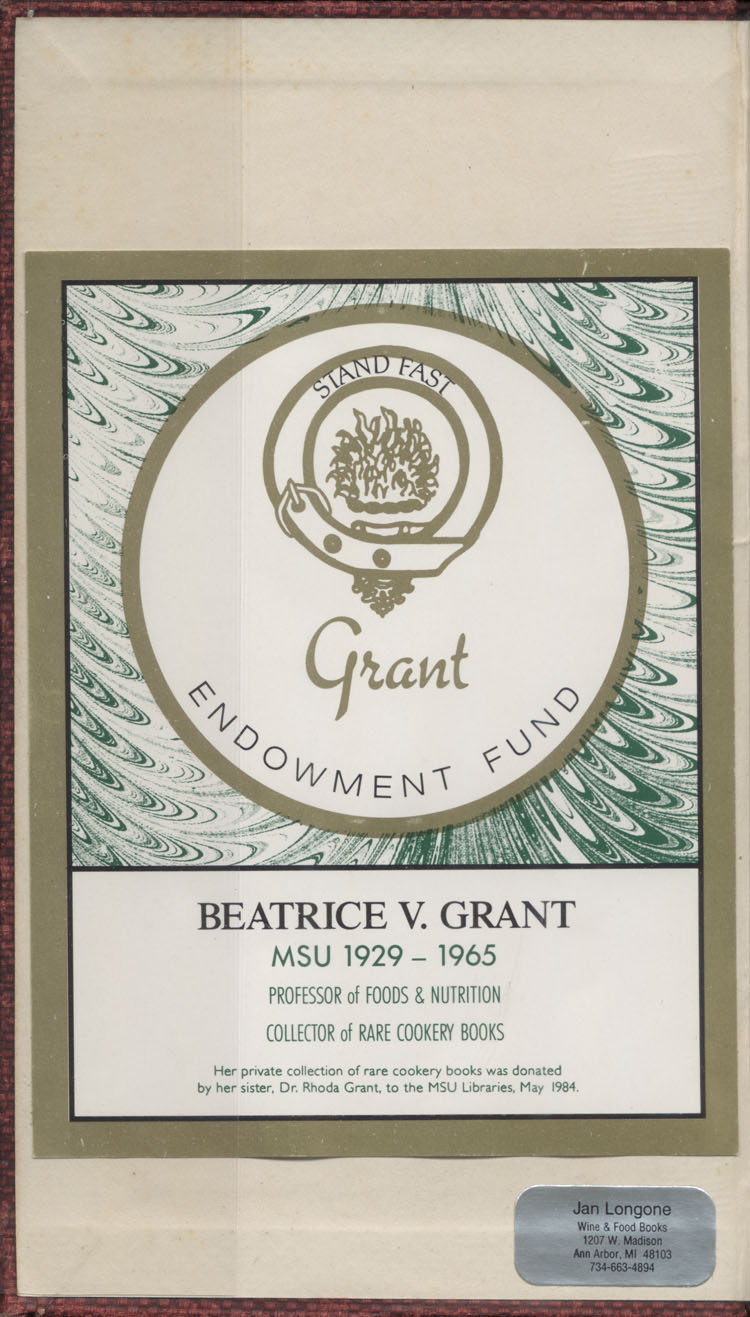 STAND FAST
Grant
ENDOWMENT FUND
BEATRICE V. GRANT
MSU 1929 – 1965
PROFESSOR of FOODS & NUTRITION
COLLECTOR of RARE COOKERY BOOKS
Her private collection of rare cookery books was donated
by her sister, Dr. Rhoda Grant, to the MSU Libraries, May 1984.
Jan Longone
Wine & Food Books
1207 W. Madison
Ann Arbor, MI 48103
734-663-4894